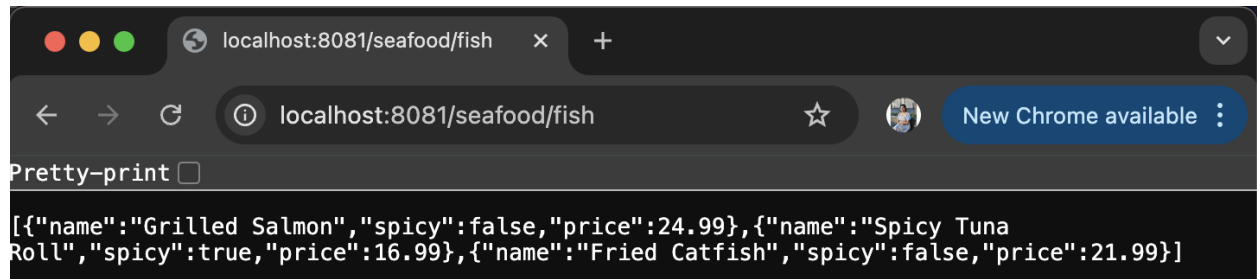 localhost:8081/seafood/fish
localhost:8081/seafood/fish
New Chrome available
Pretty-print
[{"name":"Grilled Salmon","spicy":false,"price":24.99},{"name":"Spicy Tuna
Roll","spicy":true,"price":16.99},{"name":"Fried Catfish","spicy":false,"price":21.99}]